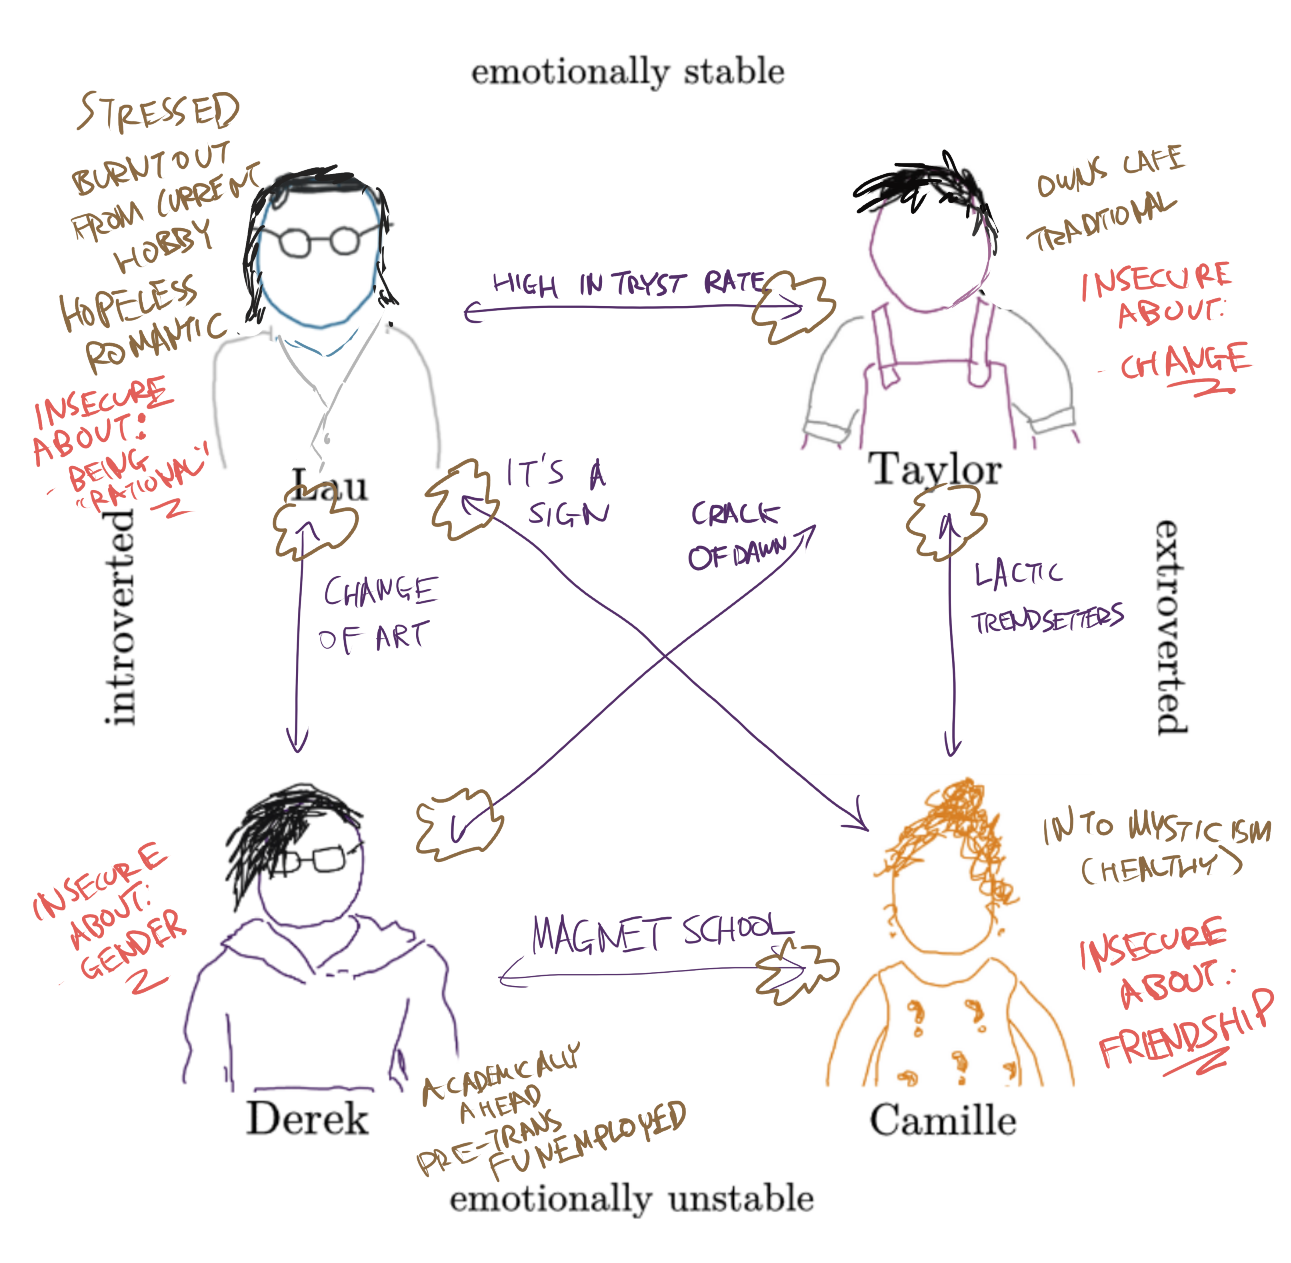 emotionally stable
STRESSED
BURNT OUT
FROM CURRENT
HOBBY
HOPELESS
ROMANTIC
INSECURE
ABOUT:
- BEING
"RATIONAL"
Lau
HIGH IN TRYST RATE
OWNS CAFE
TRADITIONAL
INSECURE
ABOUT:
- CHANGE
Taylor
introverted
extroverted
CHANGE
OF ART
IT'S A
SIGN
CRACK
OF DAWN
LACTIC
TRENDSETTERS
INSECURE
ABOUT:
- GENDER
Derek
ACADEMICALLY
AHEAD
PRE-TRANS
FUNEMPLOYED
MAGNET SCHOOL
INTO MYSTICISM
(HEALTHY)
INSECURE
ABOUT:
FRIENDSHIP
Camille
emotionally unstable